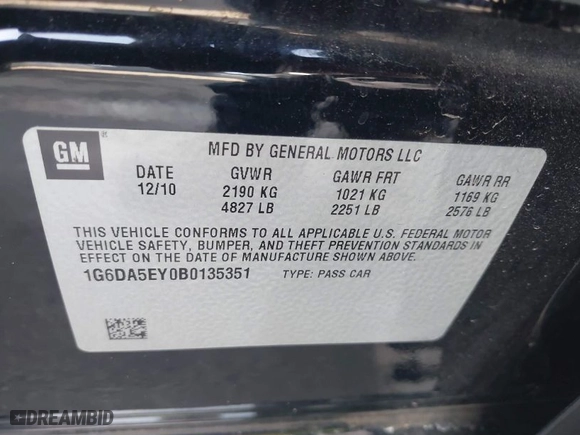 GM
MFD BY GENERAL MOTORS LLC
DATE GVWR GAWR FRT GAWR RR
12/10 2190 KG 1021 KG 1169 KG
4827 LB 2251 LB 2576 LB
THIS VEHICLE CONFORMS TO ALL APPLICABLE U.S. FEDERAL MOTOR
VEHICLE SAFETY, BUMPER, AND THEFT PREVENTION STANDARDS IN
EFFECT ON THE DATE OF MANUFACTURE SHOWN ABOVE.
1G6DA5EY0B0135351 TYPE: PASS CAR
DREAMBID